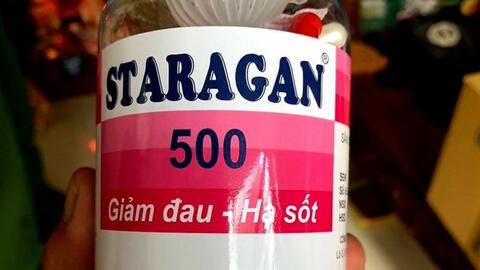 STARAGAN®
500
Giảm đau - Hạ sốt